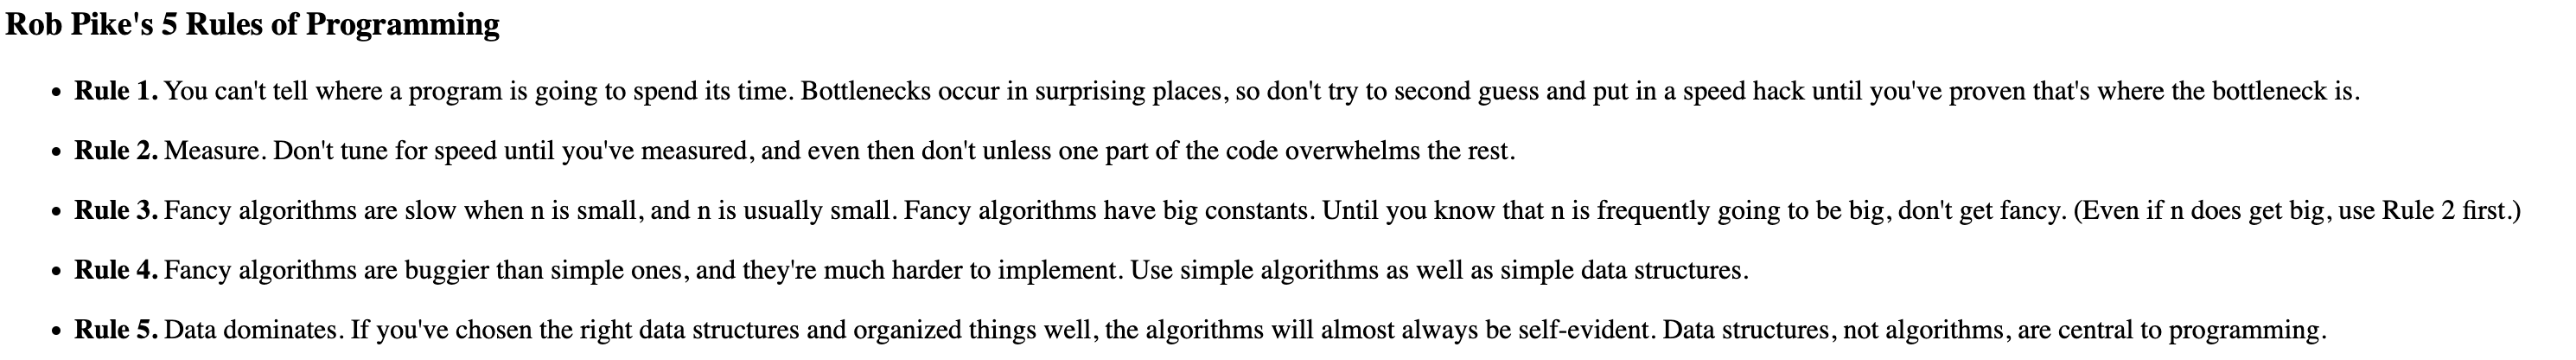 Rob Pike's 5 Rules of Programming
• Rule 1. You can't tell where a program is going to spend its time. Bottlenecks occur in surprising places, so don't try to second guess and put in a speed hack until you've proven that's where the bottleneck is.
• Rule 2. Measure. Don't tune for speed until you've measured, and even then don't unless one part of the code overwhelms the rest.
• Rule 3. Fancy algorithms are slow when n is small, and n is usually small. Fancy algorithms have big constants. Until you know that n is frequently going to be big, don't get fancy. (Even if n does get big, use Rule 2 first.)
• Rule 4. Fancy algorithms are buggier than simple ones, and they're much harder to implement. Use simple algorithms as well as simple data structures.
• Rule 5. Data dominates. If you've chosen the right data structures and organized things well, the algorithms will almost always be self-evident. Data structures, not algorithms, are central to programming.